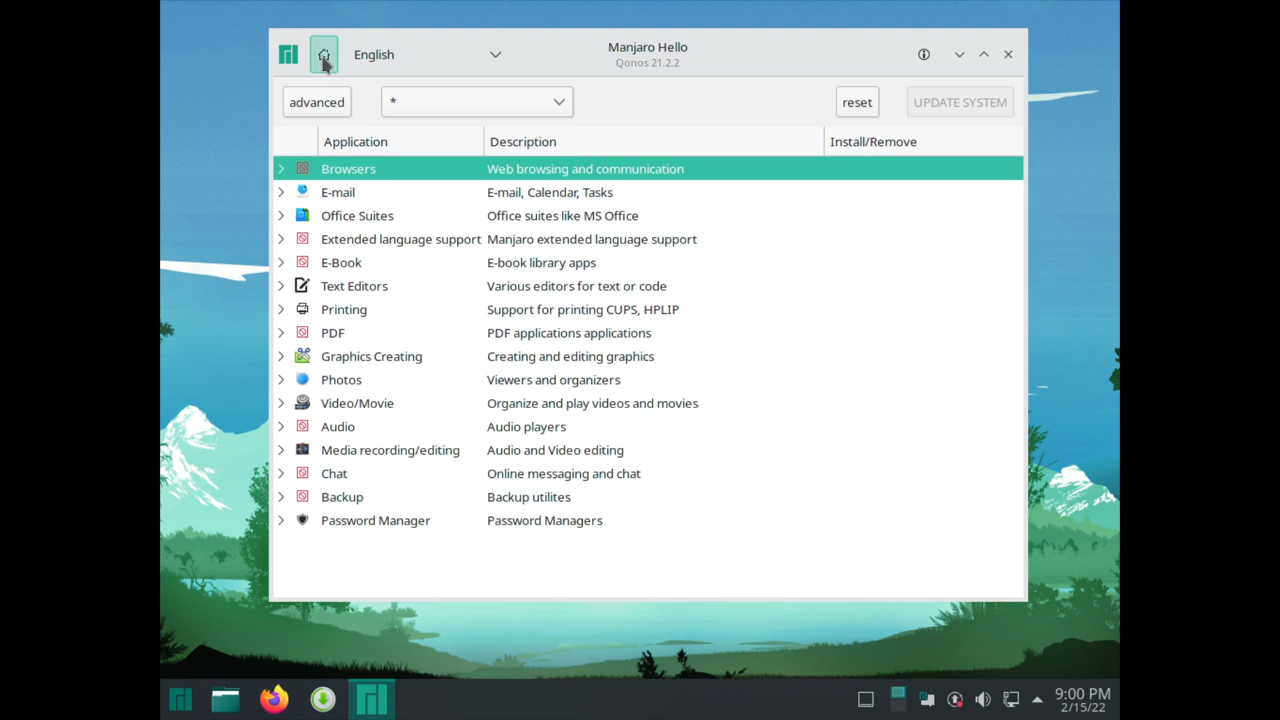 English
Manjaro Hello
Qonos 21.2.2
advanced * reset UPDATE SYSTEM
Application Description Install/Remove
Browsers Web browsing and communication
E-mail E-mail, Calendar, Tasks
Office Suites Office suites like MS Office
Extended language support Manjaro extended language support
E-Book E-book library apps
Text Editors Various editors for text or code
Printing Support for printing CUPS, HPLIP
PDF PDF applications applications
Graphics Creating Creating and editing graphics
Photos Viewers and organizers
Video/Movie Organize and play videos and movies
Audio Audio players
Media recording/editing Audio and Video editing
Chat Online messaging and chat
Backup Backup utilites
Password Manager Password Managers
9:00 PM
2/15/22